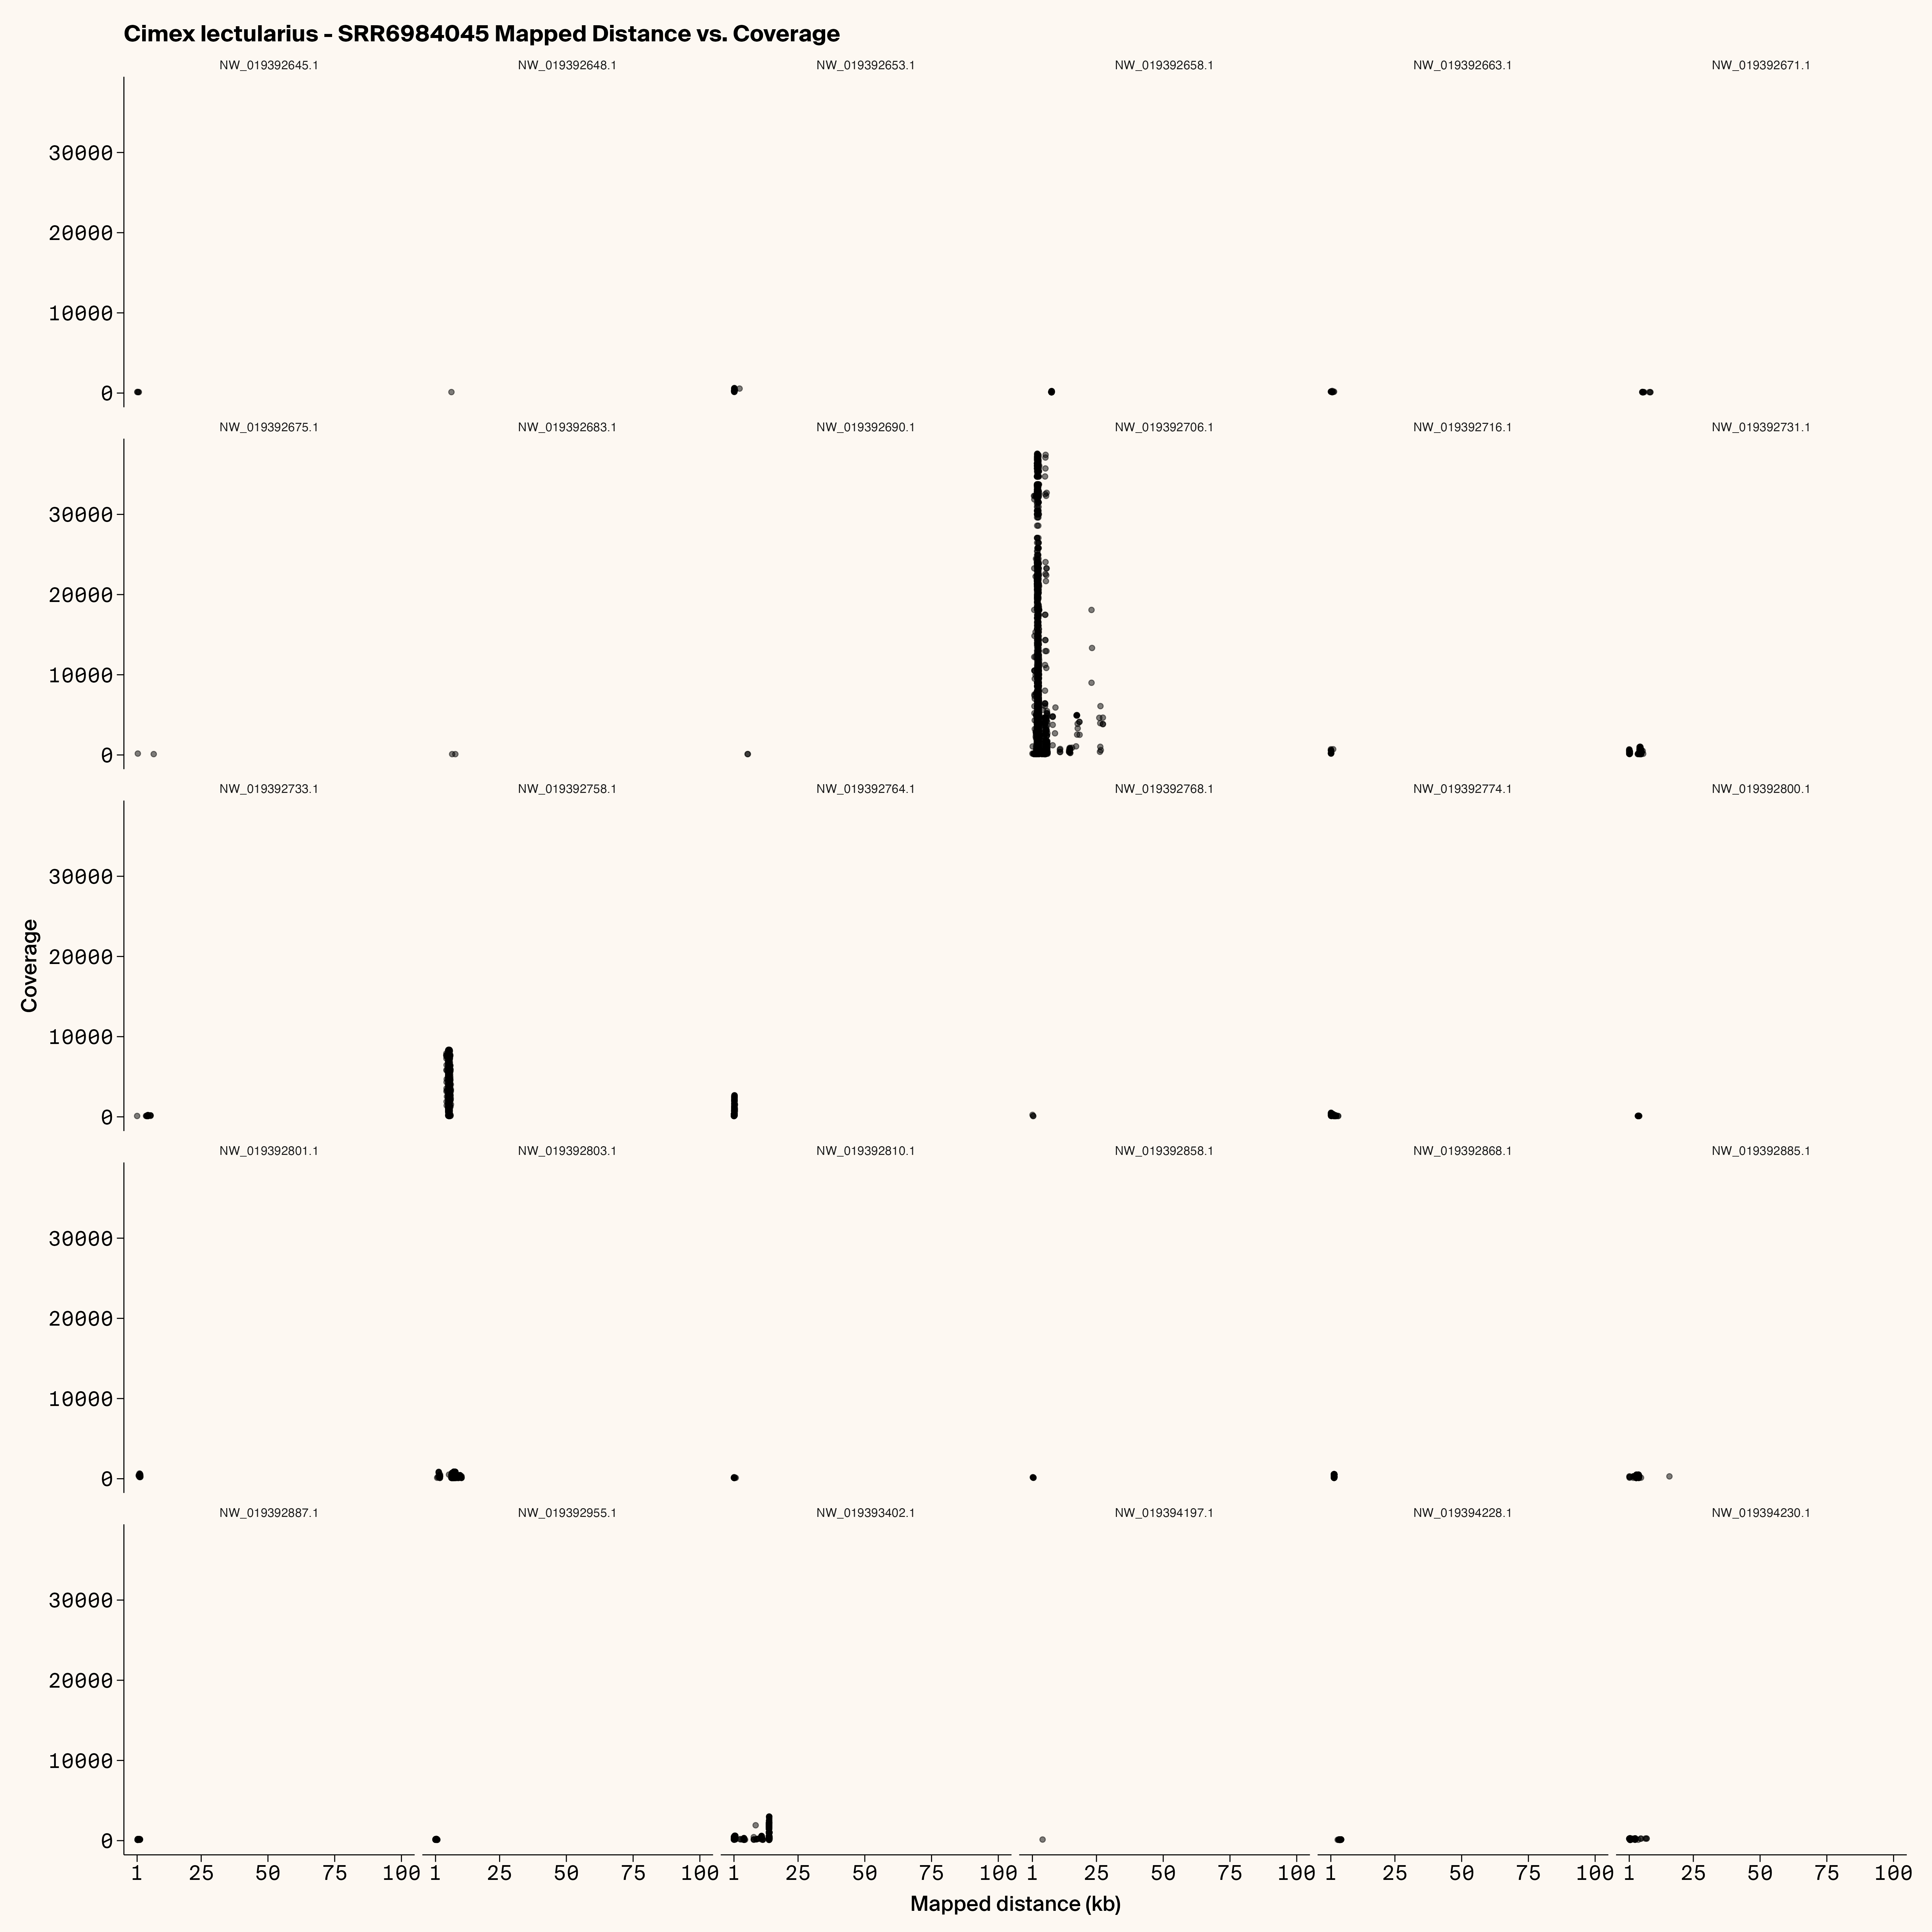 Cimex lectularius - SRR6984045 Mapped Distance vs. Coverage
NW_019392645.1 NW_019392648.1 NW_019392653.1 NW_019392658.1 NW_019392663.1 NW_019392671.1
30000
20000
10000
0
NW_019392675.1 NW_019392683.1 NW_019392690.1 NW_019392706.1 NW_019392716.1 NW_019392731.1
30000
20000
10000
0
NW_019392733.1 NW_019392758.1 NW_019392764.1 NW_019392768.1 NW_019392774.1 NW_019392800.1
30000
20000
10000
0
Coverage
NW_019392801.1 NW_019392803.1 NW_019392810.1 NW_019392858.1 NW_019392868.1 NW_019392885.1
30000
20000
10000
0
NW_019392887.1 NW_019392955.1 NW_019393402.1 NW_019394197.1 NW_019394228.1 NW_019394230.1
30000
20000
10000
0
1 25 50 75 100 1 25 50 75 100 1 25 50 75 100 1 25 50 75 100 1 25 50 75 100 1 25 50 75 100
Mapped distance (kb)